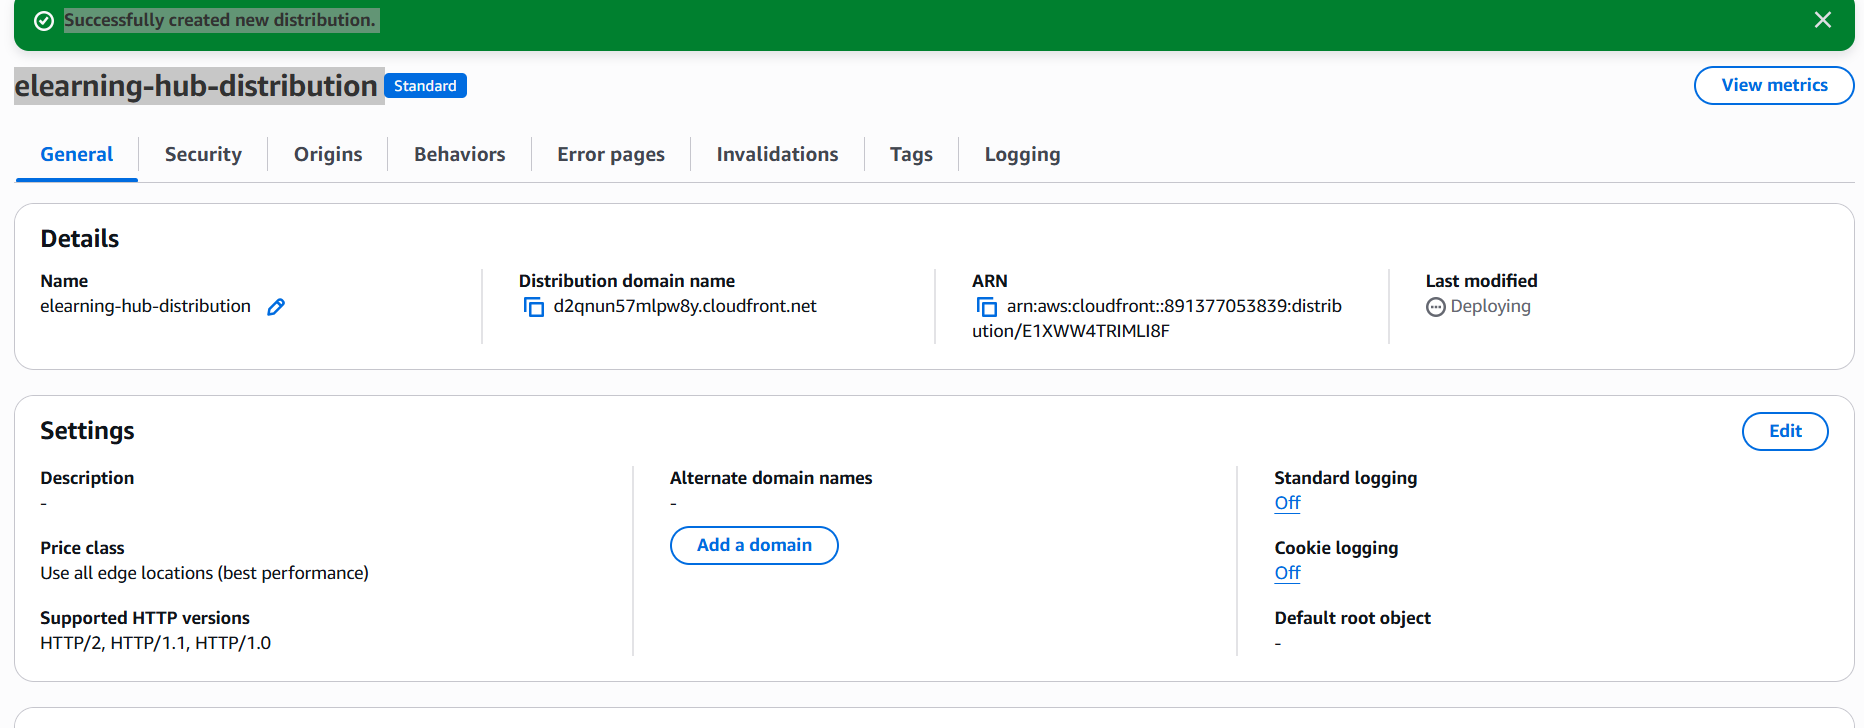 Successfully created new distribution.
elearning-hub-distribution Standard View metrics
General Security Origins Behaviors Error pages Invalidations Tags Logging
Details
Name
elearning-hub-distribution
Distribution domain name
d2qnun57mlpw8y.cloudfront.net
ARN
arn:aws:cloudfront::891377053839:distrib
ution/E1XWW4TRIMLI8F
Last modified
Deploying
Settings Edit
Description
-
Price class
Use all edge locations (best performance)
Supported HTTP versions
HTTP/2, HTTP/1.1, HTTP/1.0
Alternate domain names
-
Add a domain
Standard logging
Off
Cookie logging
Off
Default root object
-